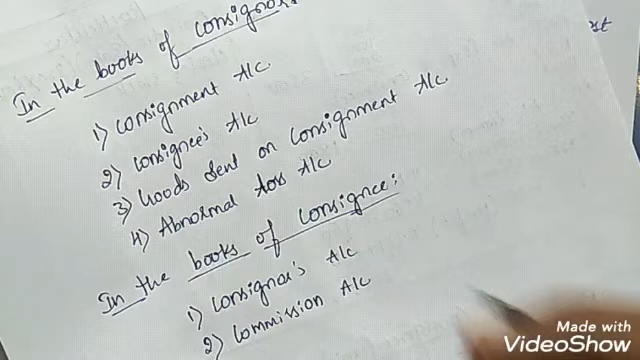 In the books of consignor:
1) Consignment A/c
2) Consignee's A/c
3) Goods sent on consignment A/c
4) Abnormal loss A/c
In the books of consignee:
1) Consignor's A/c
2) Commission A/c
Made with
VideoShow